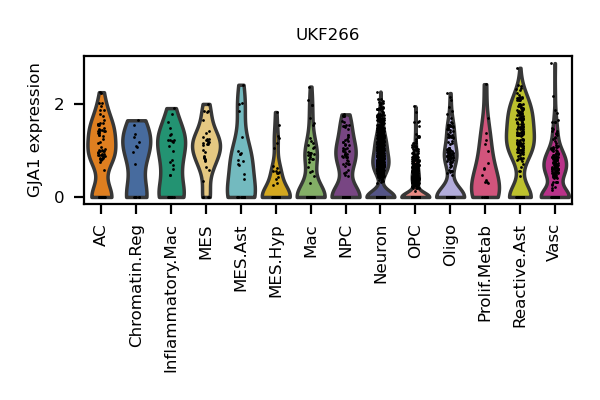 UKF266
GJA1 expression
2
0
AC
Chromatin.Reg
Inflammatory.Mac
MES
MES.Ast
MES.Hyp
Mac
NPC
Neuron
OPC
Oligo
Prolif.Metab
Reactive.Ast
Vasc